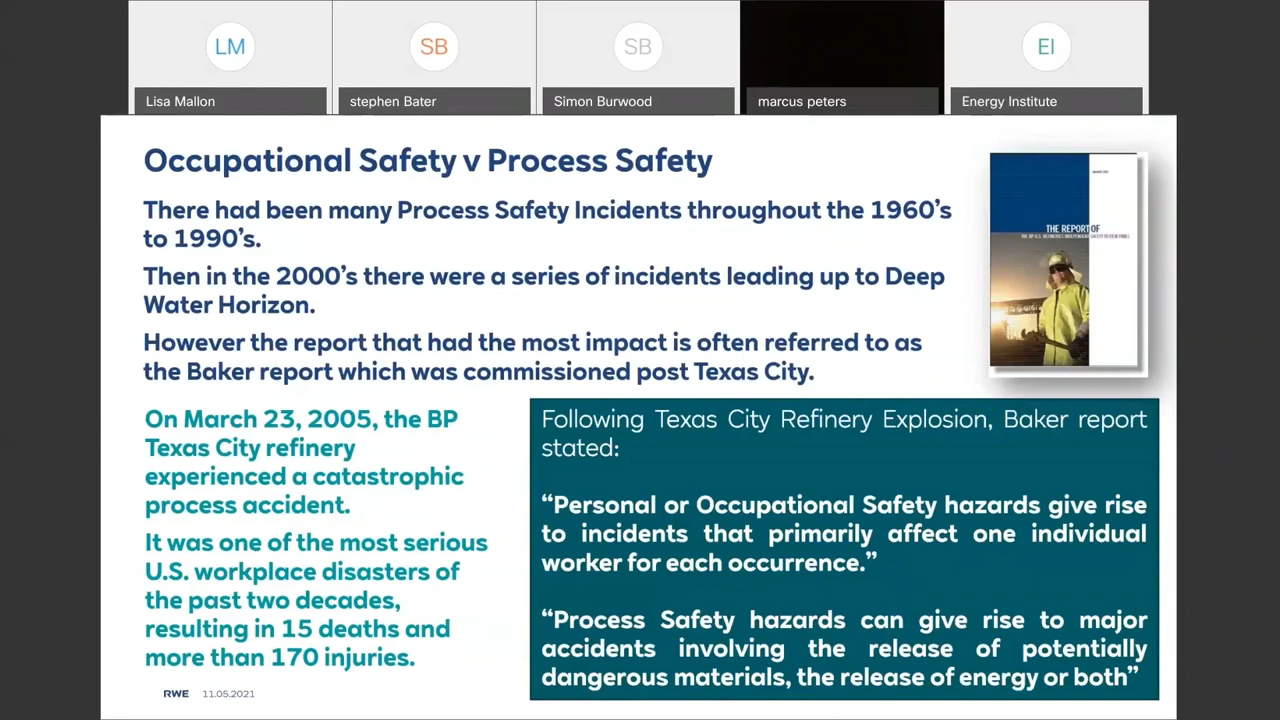 LM
SB
SB
EI
Lisa Mallon
stephen Bater
Simon Burwood
marcus peters
Energy Institute
Occupational Safety v Process Safety
There had been many Process Safety Incidents throughout the 1960’s
to 1990’s.
Then in the 2000’s there were a series of incidents leading up to Deep
Water Horizon.
However the report that had the most impact is often referred to as
the Baker report which was commissioned post Texas City.
THE REPORT OF
On March 23, 2005, the BP
Texas City refinery
experienced a catastrophic
process accident.
It was one of the most serious
U.S. workplace disasters of
the past two decades,
resulting in 15 deaths and
more than 170 injuries.
Following Texas City Refinery Explosion, Baker report
stated:
“Personal or Occupational Safety hazards give rise
to incidents that primarily affect one individual
worker for each occurrence.”
“Process Safety hazards can give rise to major
accidents involving the release of potentially
dangerous materials, the release of energy or both”
RWE 11.05.2021